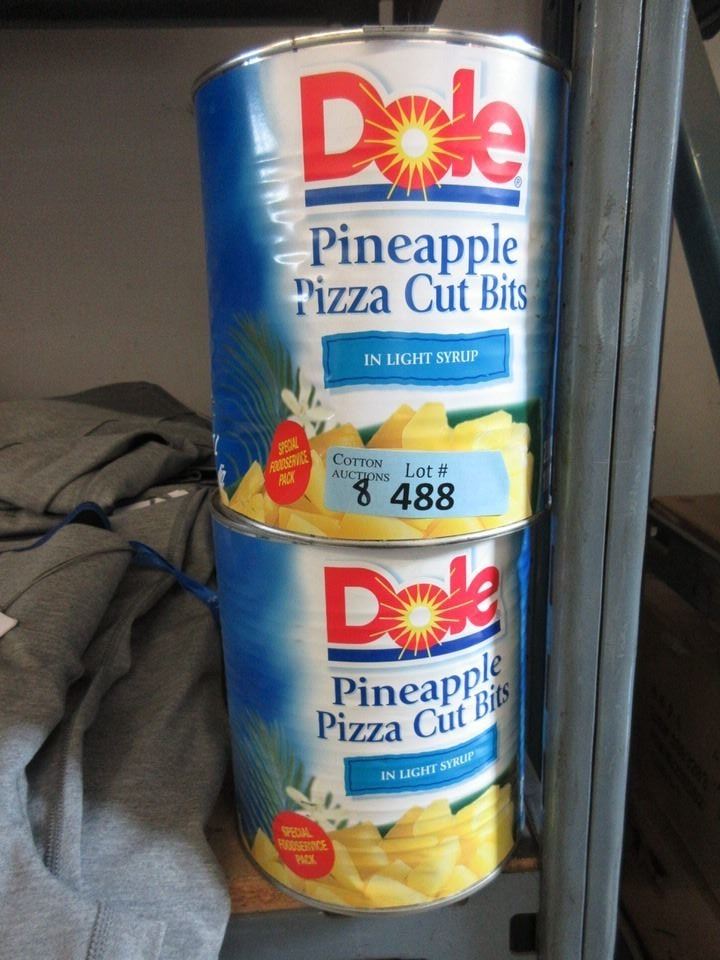 Dole
Pineapple
Pizza Cut Bits
IN LIGHT SYRUP
SPECIAL
FOODSERVICE
PACK
COTTON
AUCTIONS
Lot #
8 488
Dole
Pineapple
Pizza Cut Bits
IN LIGHT SYRUP
SPECIAL
FOODSERVICE
PACK